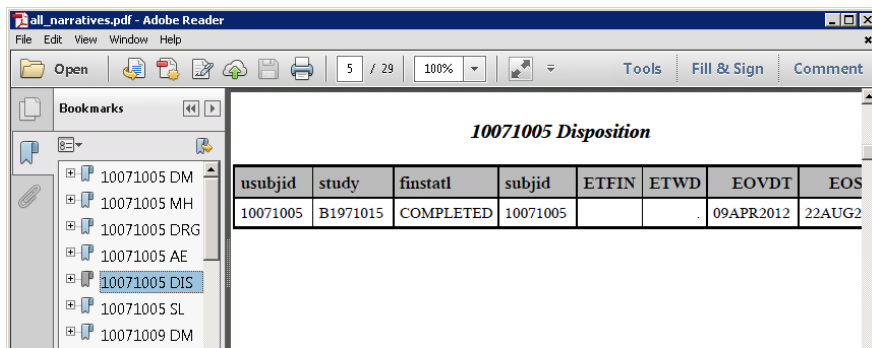 all_narratives.pdf - Adobe Reader
File Edit View Window Help
Open 5 / 29 100% Tools Fill & Sign Comment
Bookmarks
10071005 DM
10071005 MH
10071005 DRG
10071005 AE
10071005 DIS
10071005 SL
10071009 DM
10071005 Disposition
usubjid study finstatl subjid ETFIN ETWD EOVDT EOS
10071005 B1971015 COMPLETED 10071005 . 09APR2012 22AUG2